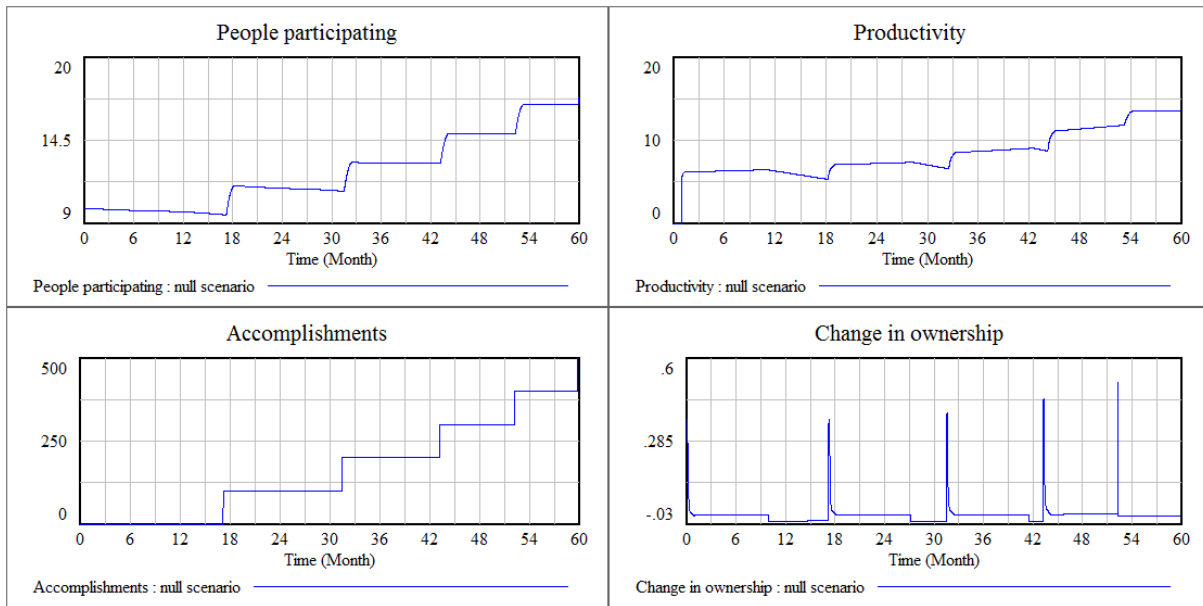 People participating
20
14.5
9
0 6 12 18 24 30 36 42 48 54 60
Time (Month)
People participating : null scenario
Productivity
20
10
0
0 6 12 18 24 30 36 42 48 54 60
Time (Month)
Productivity : null scenario
Accomplishments
500
250
0
0 6 12 18 24 30 36 42 48 54 60
Time (Month)
Accomplishments : null scenario
Change in ownership
.6
.285
-.03
0 6 12 18 24 30 36 42 48 54 60
Time (Month)
Change in ownership : null scenario